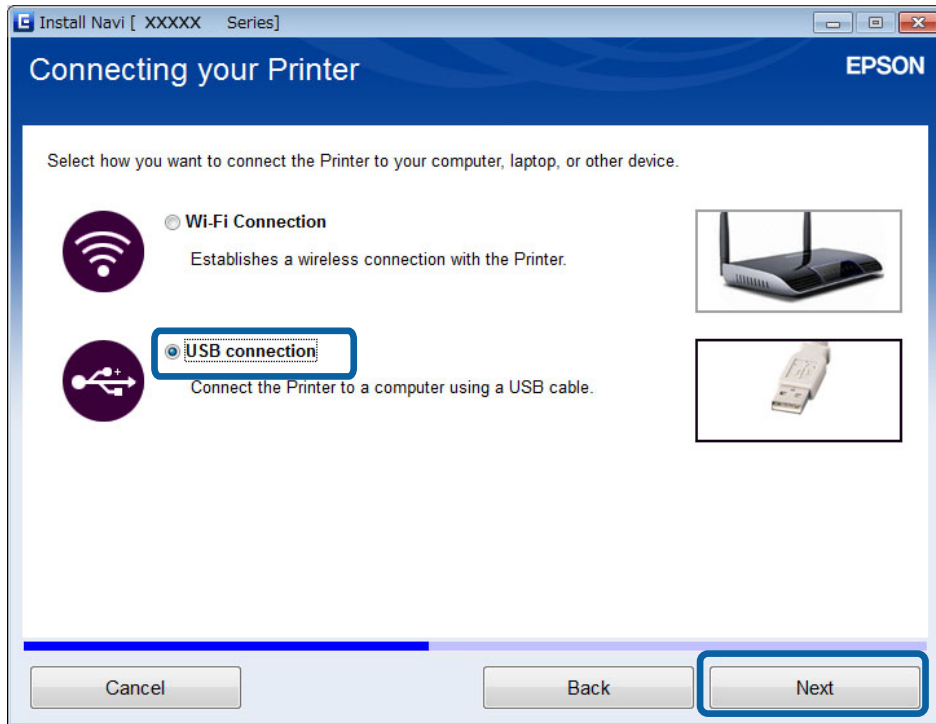 Install Navi [ XXXXX Series]
Connecting your Printer
EPSON
Select how you want to connect the Printer to your computer, laptop, or other device.
Wi-Fi Connection
Establishes a wireless connection with the Printer.
USB connection
Connect the Printer to a computer using a USB cable.
Cancel
Back
Next